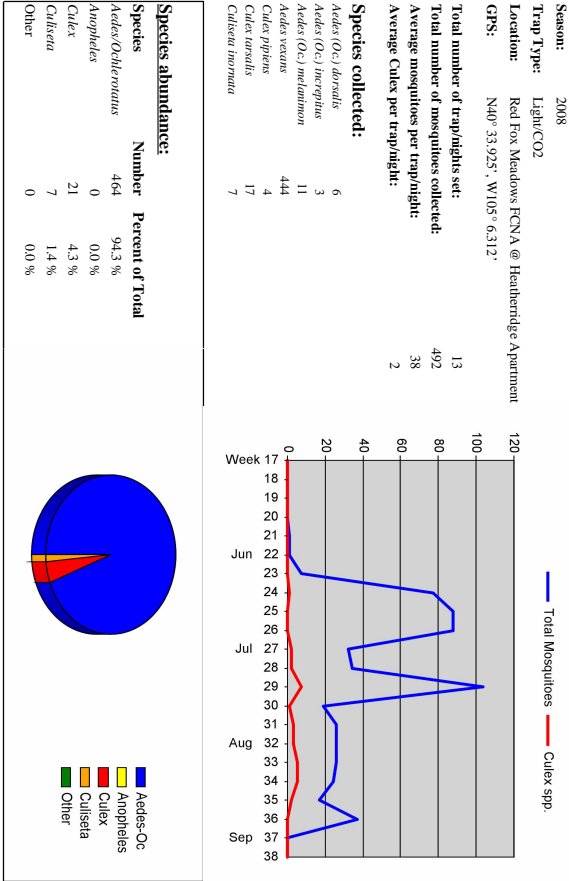 Season: 2008
Trap Type: Light/CO2
Location: Red Fox Meadows FCNA @ Heatherridge Apartment
GPS: N40° 33.925', W105° 6.312'
Total number of trap/nights set: 13
Total number of mosquitoes collected: 492
Average mosquitoes per trap/night: 38
Average Culex per trap/night: 2
Species collected:
Aedes (Oc.) dorsalis 6
Aedes (Oc.) increpitus 3
Aedes (Oc.) melanimon 11
Aedes vexans 444
Culex pipiens 4
Culex tarsalis 17
Culiseta inornata 7
Total Mosquitoes Culex spp.
120
100
80
60
40
20
0
Week 17 18 19 20 21 22 23 24 25 26 27 28 29 30 31 32 33 34 35 36 37 38
Jun Jul Aug Sep
Species abundance:
Species Number Percent of Total
Aedes/Ochlerotatus 464 94.3 %
Anopheles 0 0.0 %
Culex 21 4.3 %
Culiseta 7 1.4 %
Other 0 0.0 %
Aedes-Oc
Anopheles
Culex
Culiseta
Other